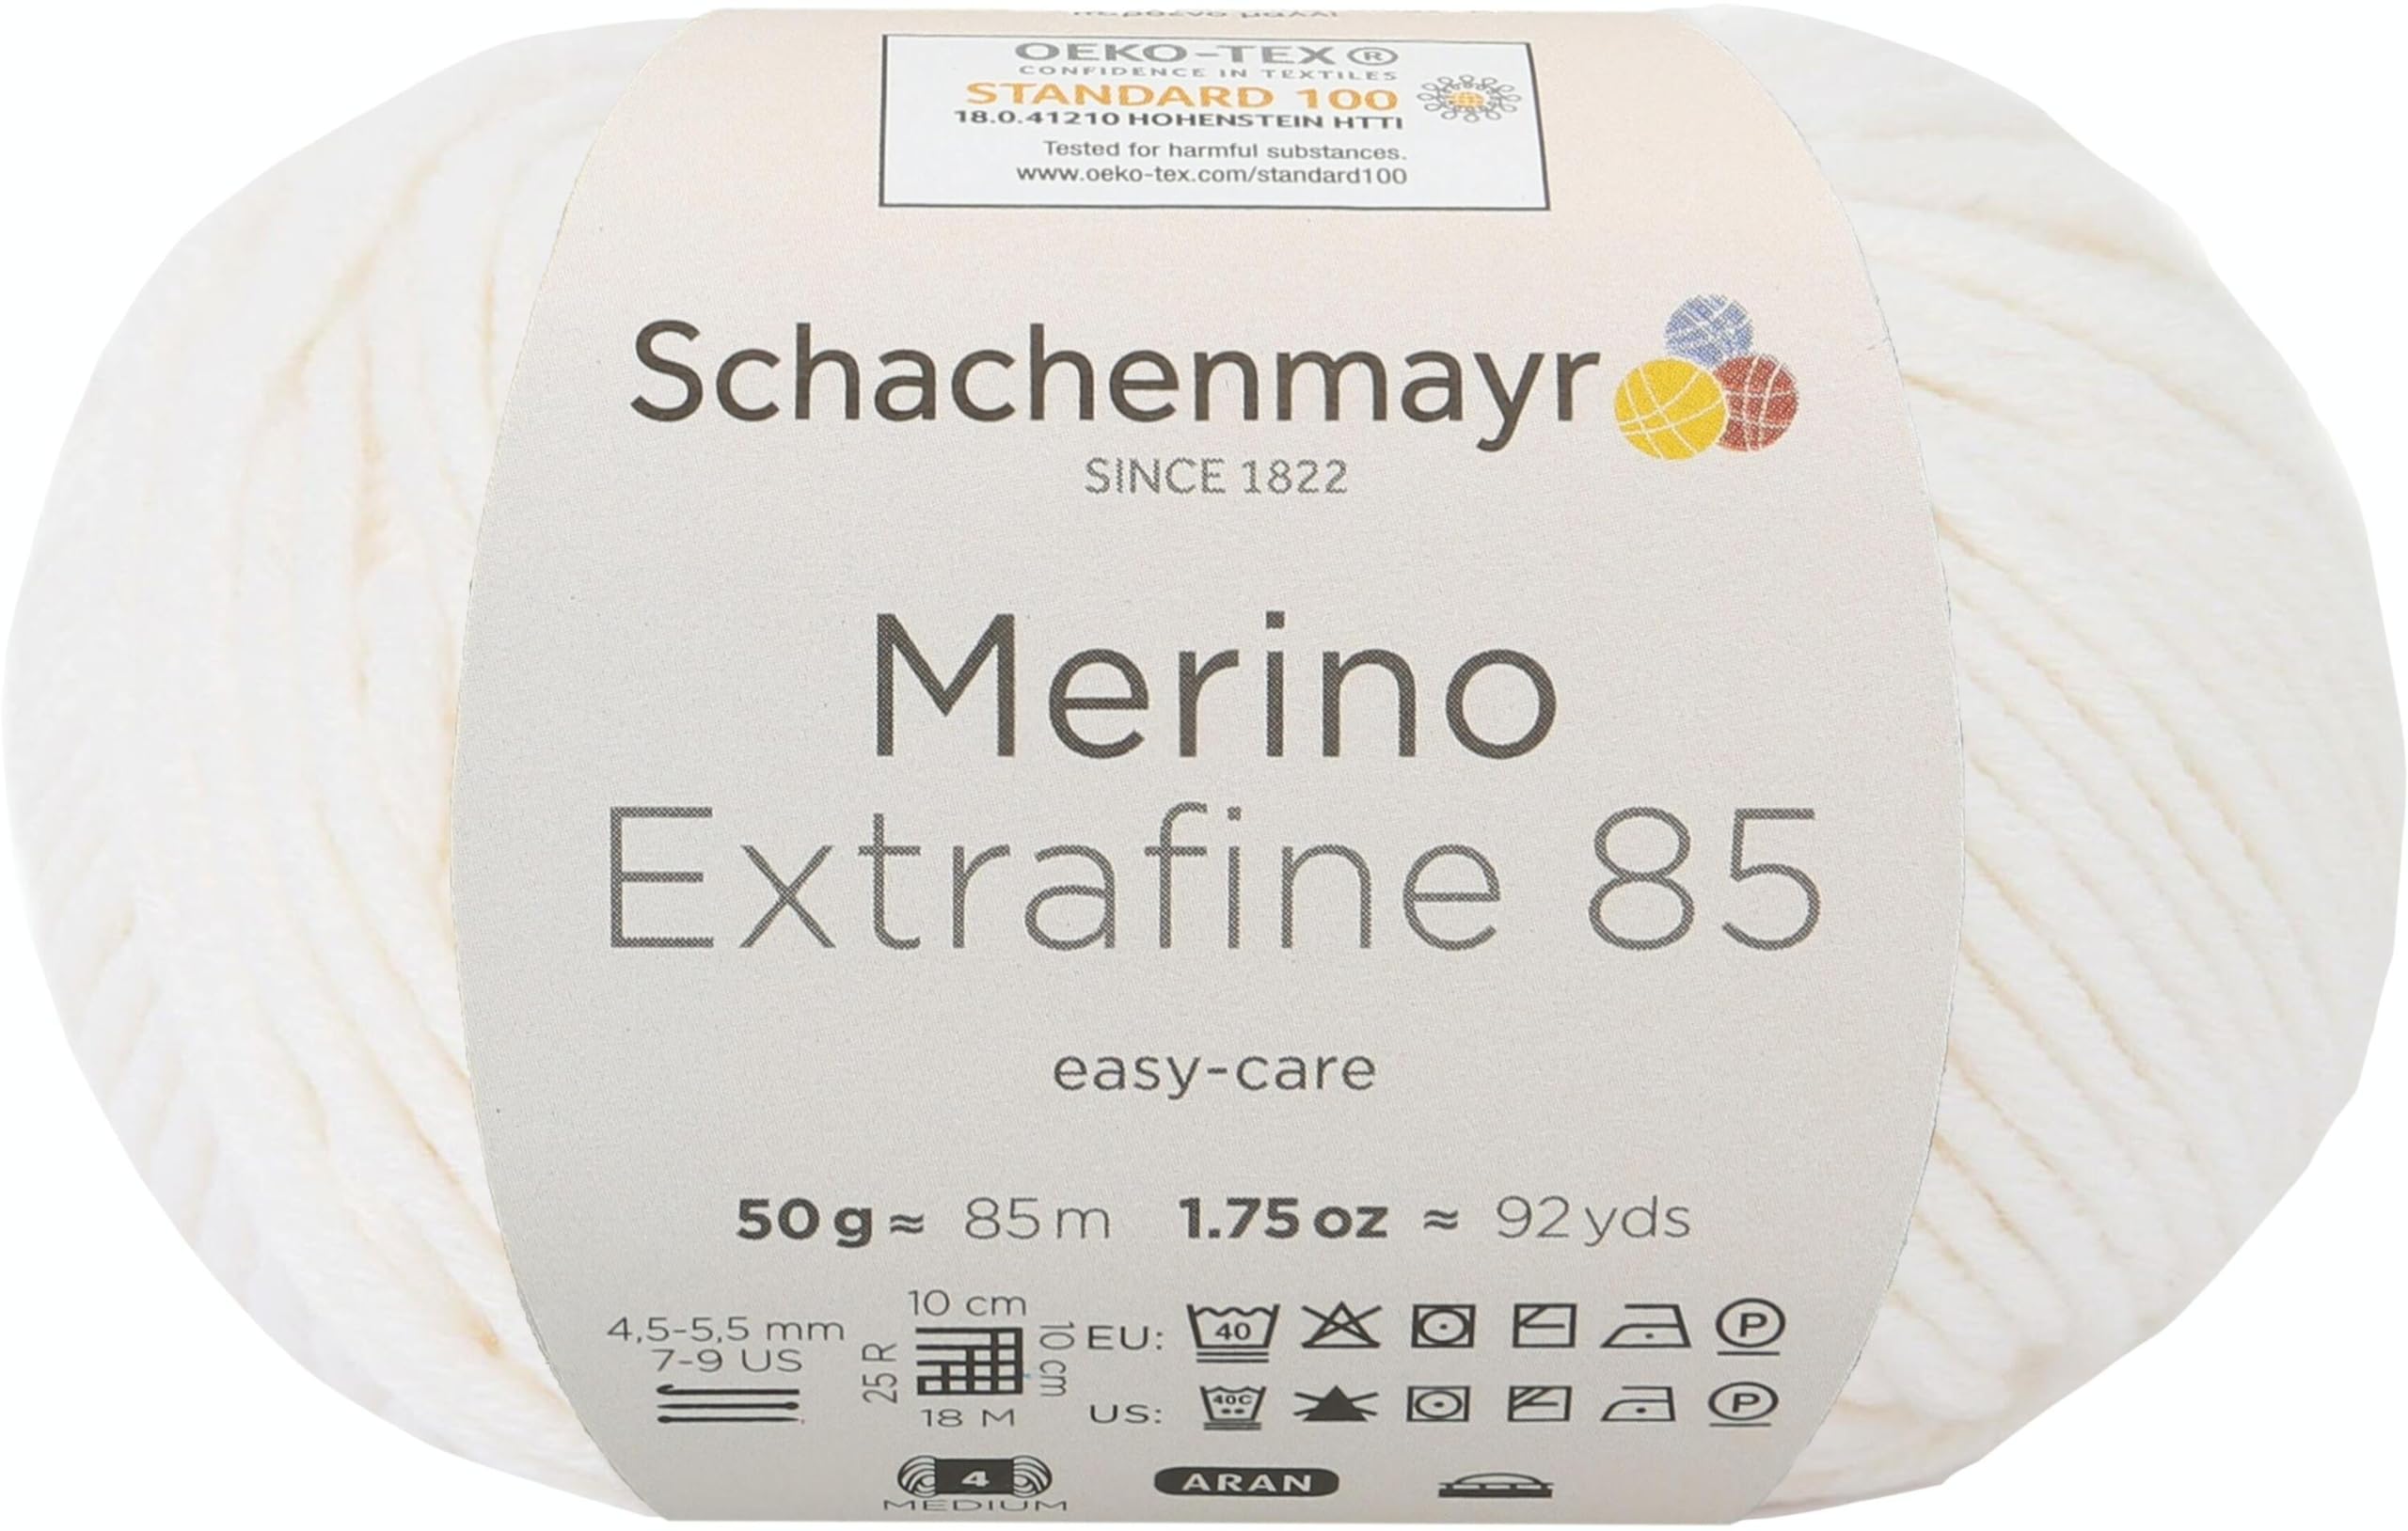 OEKO-TEX®
CONFIDENCE IN TEXTILES
STANDARD 100
18.0.41210 HOHENSTEIN HTTI
Tested for harmful substances.
www.oeko-tex.com/standard100
Schachenmayr
SINCE 1822
Merino
Extrafine 85
easy-care
50 g ≈ 85 m 1.75 oz ≈ 92 yds
4,5-5,5 mm
7-9 US
10 cm
10 cm
25 R
18 M
EU: 40 P
US: 40C P
4
MEDIUM
ARAN